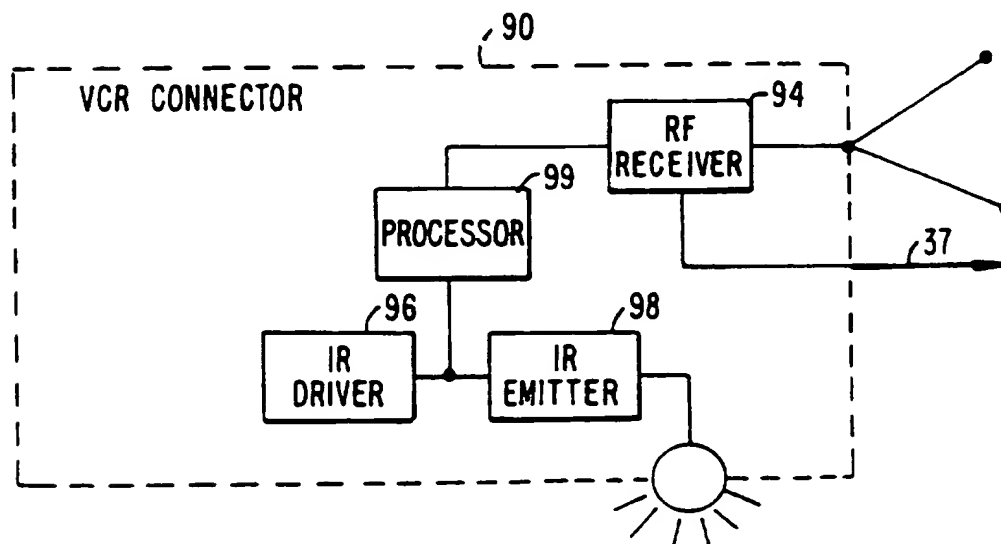 90
VCR CONNECTOR
94
RF
RECEIVER
99
PROCESSOR
37
96
IR
DRIVER
98
IR
EMITTER